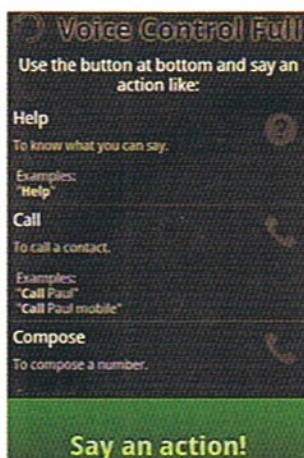 Voice Control Full
Use the button at bottom and say an
action like:
Help
To know what you can say.
Examples:
"Help"
Call
To call a contact.
Examples:
"Call Paul"
"Call Paul mobile"
Compose
To compose a number.
Say an action!